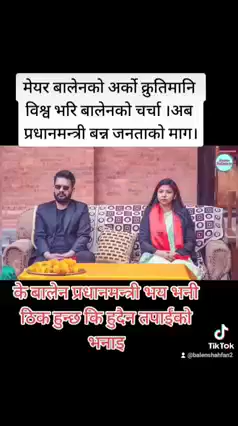 मेयर बालेनको अर्को क्रुतिमानि
विश्व भरि बालेनको चर्चा ।अब
प्रधानमन्त्री बन्न जनताको माग।
के बालेन प्रधानमन्त्री भय भनी
ठिक हुन्छ कि हुदैन तपाईंको
भनाइ
TikTok
@balenshahfan2